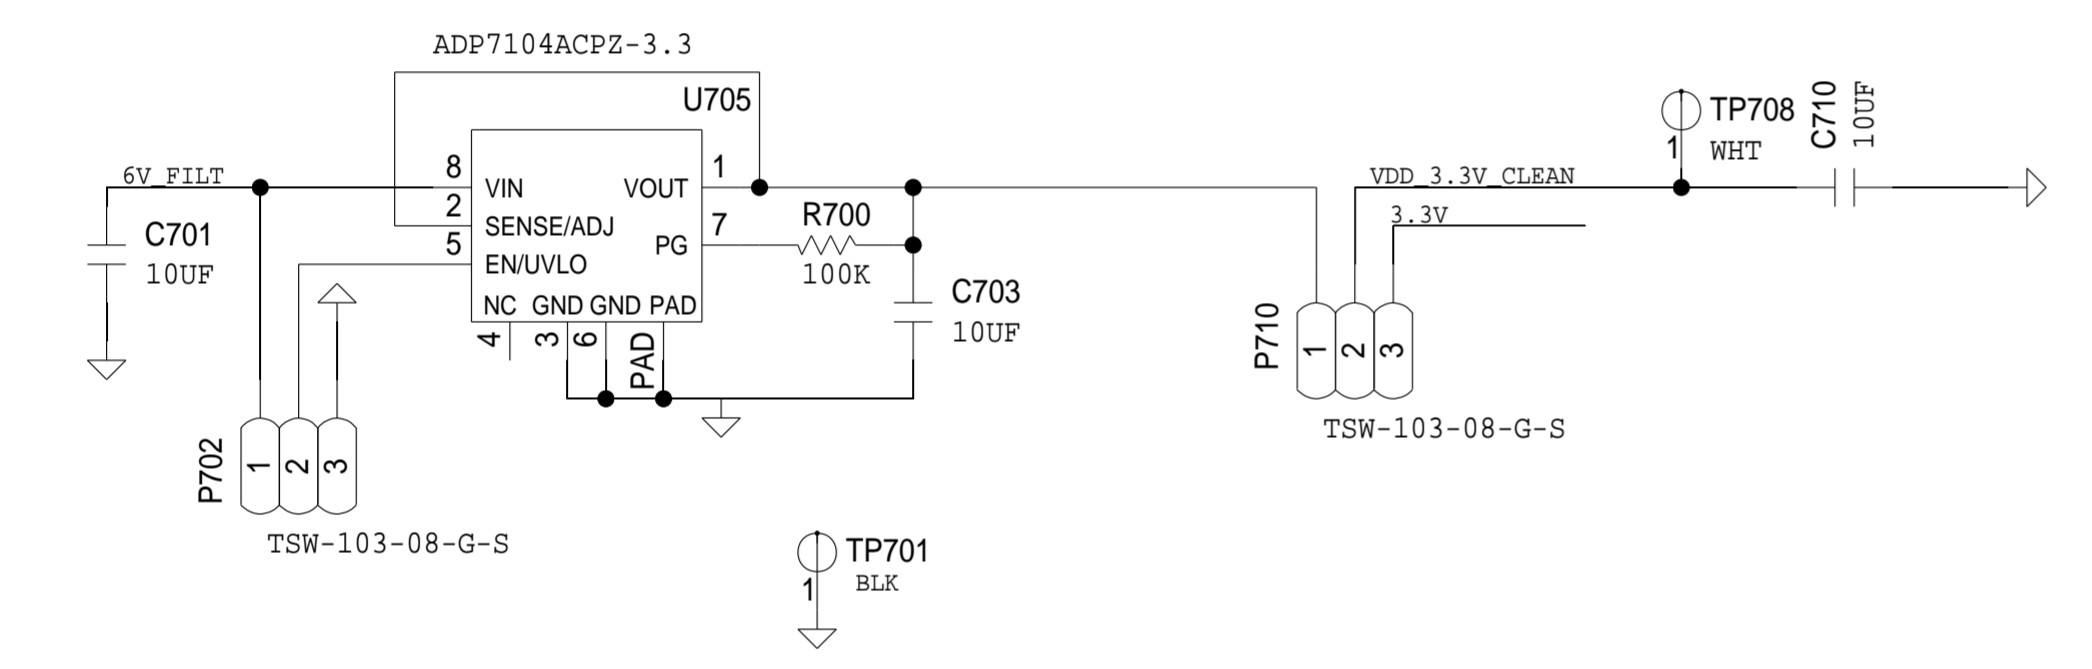 ADP7104ACPZ-3.3
U705
6V_FILT
8
VIN
2
SENSE/ADJ
5
EN/UVLO
VOUT
1
PG
7
NC GND GND PAD
4
3
6
PAD
C701
10UF
R700
100K
C703
10UF
P702
1
2
3
TSW-103-08-G-S
TP701
1
BLK
P710
1
2
3
TSW-103-08-G-S
VDD_3.3V_CLEAN
3.3V
TP708
1
WHT
C710
10UF